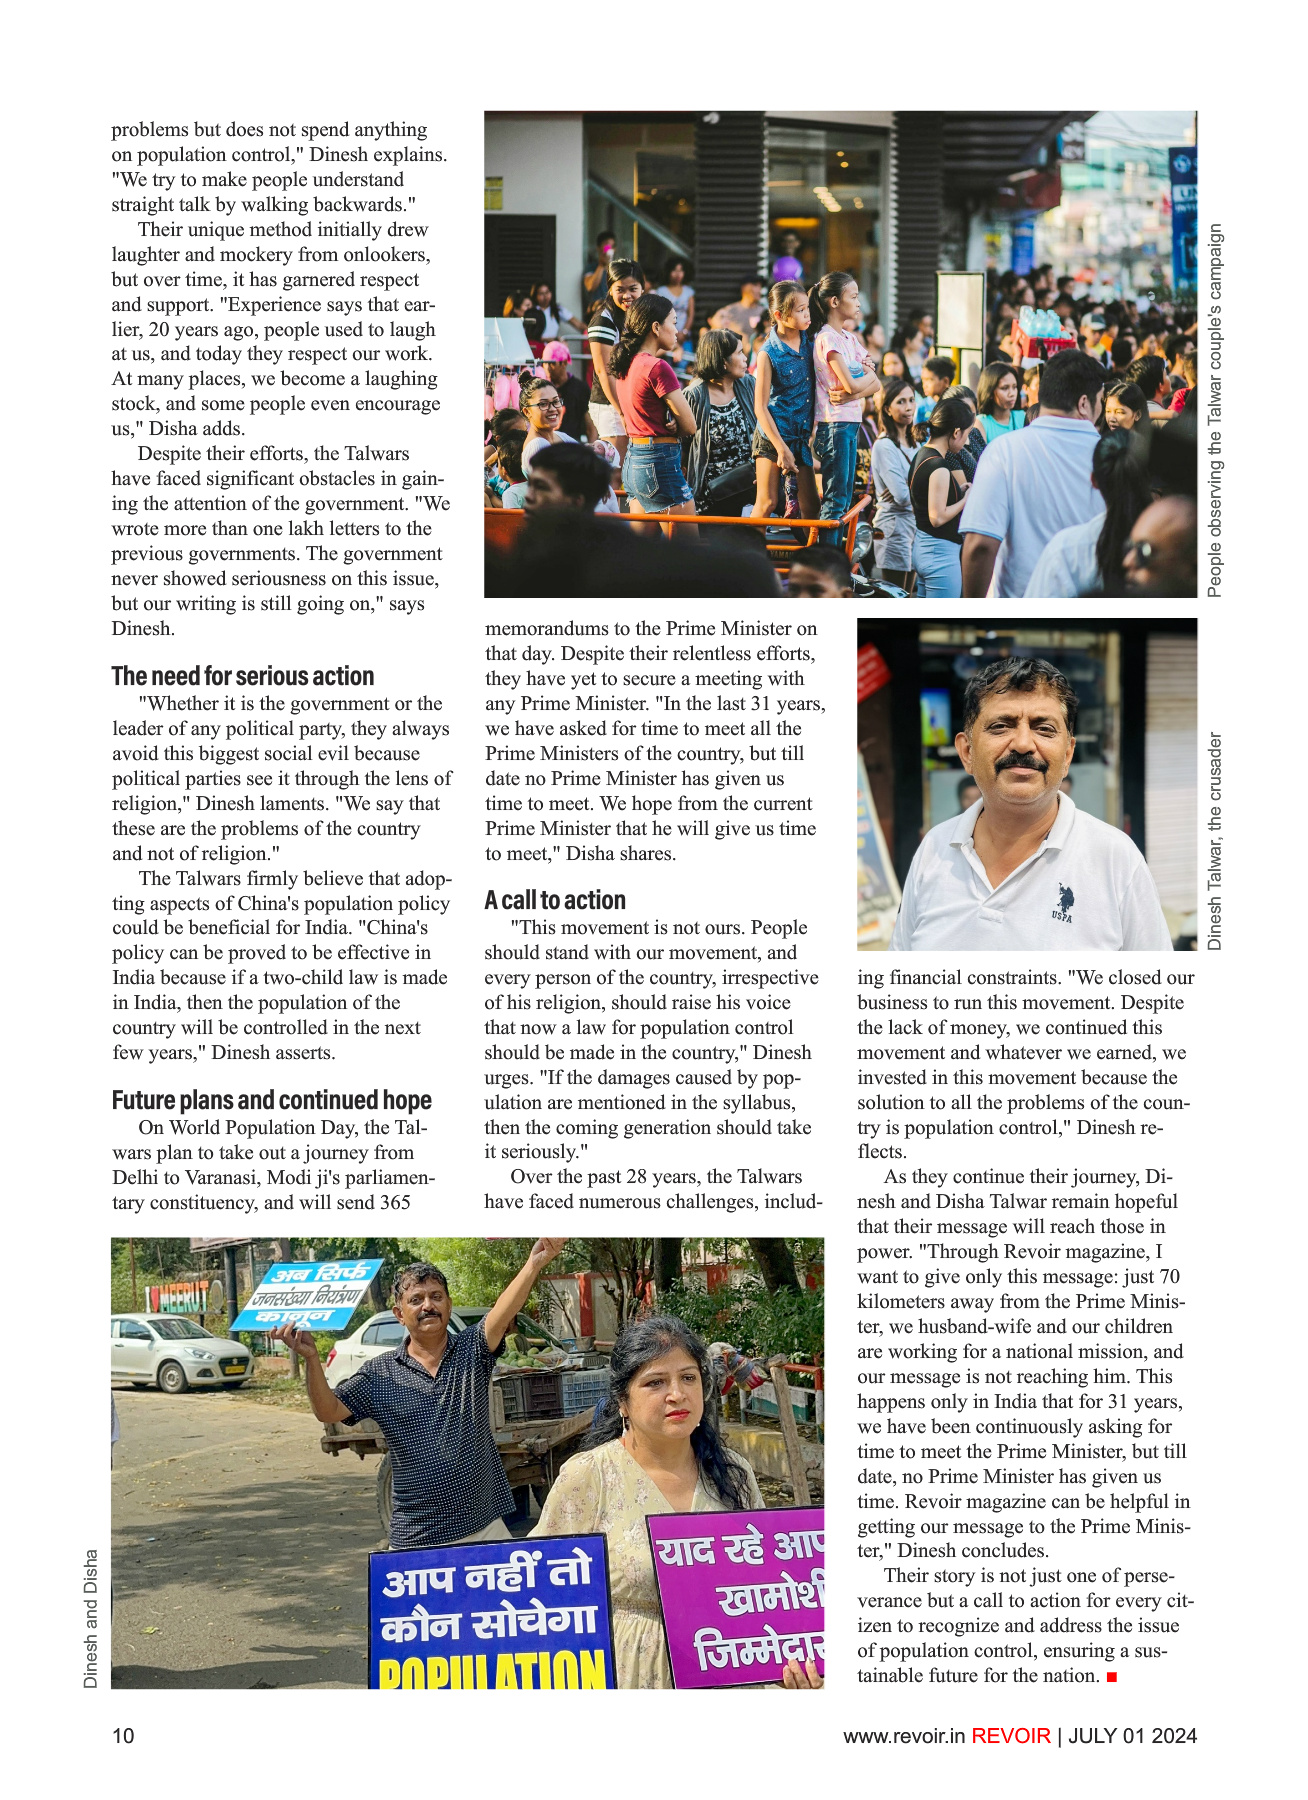 problems but does not spend anything
on population control," Dinesh explains.
"We try to make people understand
straight talk by walking backwards."
Their unique method initially drew
laughter and mockery from onlookers,
but over time, it has garnered respect
and support. "Experience says that ear-
lier, 20 years ago, people used to laugh
at us, and today they respect our work.
At many places, we become a laughing
stock, and some people even encourage
us," Disha adds.
Despite their efforts, the Talwars
have faced significant obstacles in gain-
ing the attention of the government. "We
wrote more than one lakh letters to the
previous governments. The government
never showed seriousness on this issue,
but our writing is still going on," says
Dinesh.
The need for serious action
"Whether it is the government or the
leader of any political party, they always
avoid this biggest social evil because
political parties see it through the lens of
religion," Dinesh laments. "We say that
these are the problems of the country
and not of religion."
The Talwars firmly believe that adop-
ting aspects of China's population policy
could be beneficial for India. "China's
policy can be proved to be effective in
India because if a two-child law is made
in India, then the population of the
country will be controlled in the next
few years," Dinesh asserts.
Future plans and continued hope
On World Population Day, the Tal-
wars plan to take out a journey from
Delhi to Varanasi, Modi ji's parliamen-
tary constituency, and will send 365
People observing the Talwar couple's campaign
memorandums to the Prime Minister on
that day. Despite their relentless efforts,
they have yet to secure a meeting with
any Prime Minister. "In the last 31 years,
we have asked for time to meet all the
Prime Ministers of the country, but till
date no Prime Minister has given us
time to meet. We hope from the current
Prime Minister that he will give us time
to meet," Disha shares.
A call to action
"This movement is not ours. People
should stand with our movement, and
every person of the country, irrespective
of his religion, should raise his voice
that now a law for population control
should be made in the country," Dinesh
urges. "If the damages caused by pop-
ulation are mentioned in the syllabus,
then the coming generation should take
it seriously."
Over the past 28 years, the Talwars
have faced numerous challenges, includ-
USPA
Dinesh Talwar, the crusader
ing financial constraints. "We closed our
business to run this movement. Despite
the lack of money, we continued this
movement and whatever we earned, we
invested in this movement because the
solution to all the problems of the coun-
try is population control," Dinesh re-
flects.
As they continue their journey, Di-
nesh and Disha Talwar remain hopeful
that their message will reach those in
power. "Through Revoir magazine, I
want to give only this message: just 70
kilometers away from the Prime Minis-
ter, we husband-wife and our children
are working for a national mission, and
our message is not reaching him. This
happens only in India that for 31 years,
we have been continuously asking for
time to meet the Prime Minister, but till
date, no Prime Minister has given us
time. Revoir magazine can be helpful in
getting our message to the Prime Minis-
ter," Dinesh concludes.
Their story is not just one of perse-
verance but a call to action for every cit-
izen to recognize and address the issue
of population control, ensuring a sus-
tainable future for the nation.
MEERUT
अब सिर्फ
जनसंख्या नियंत्रण
कानून
आप नहीं तो
कौन सोचेगा
POPULATION
याद रहे आप
खामोशी
जिम्मेदार
Dinesh and Disha
10
www.revoir.in REVOIR | JULY 01 2024